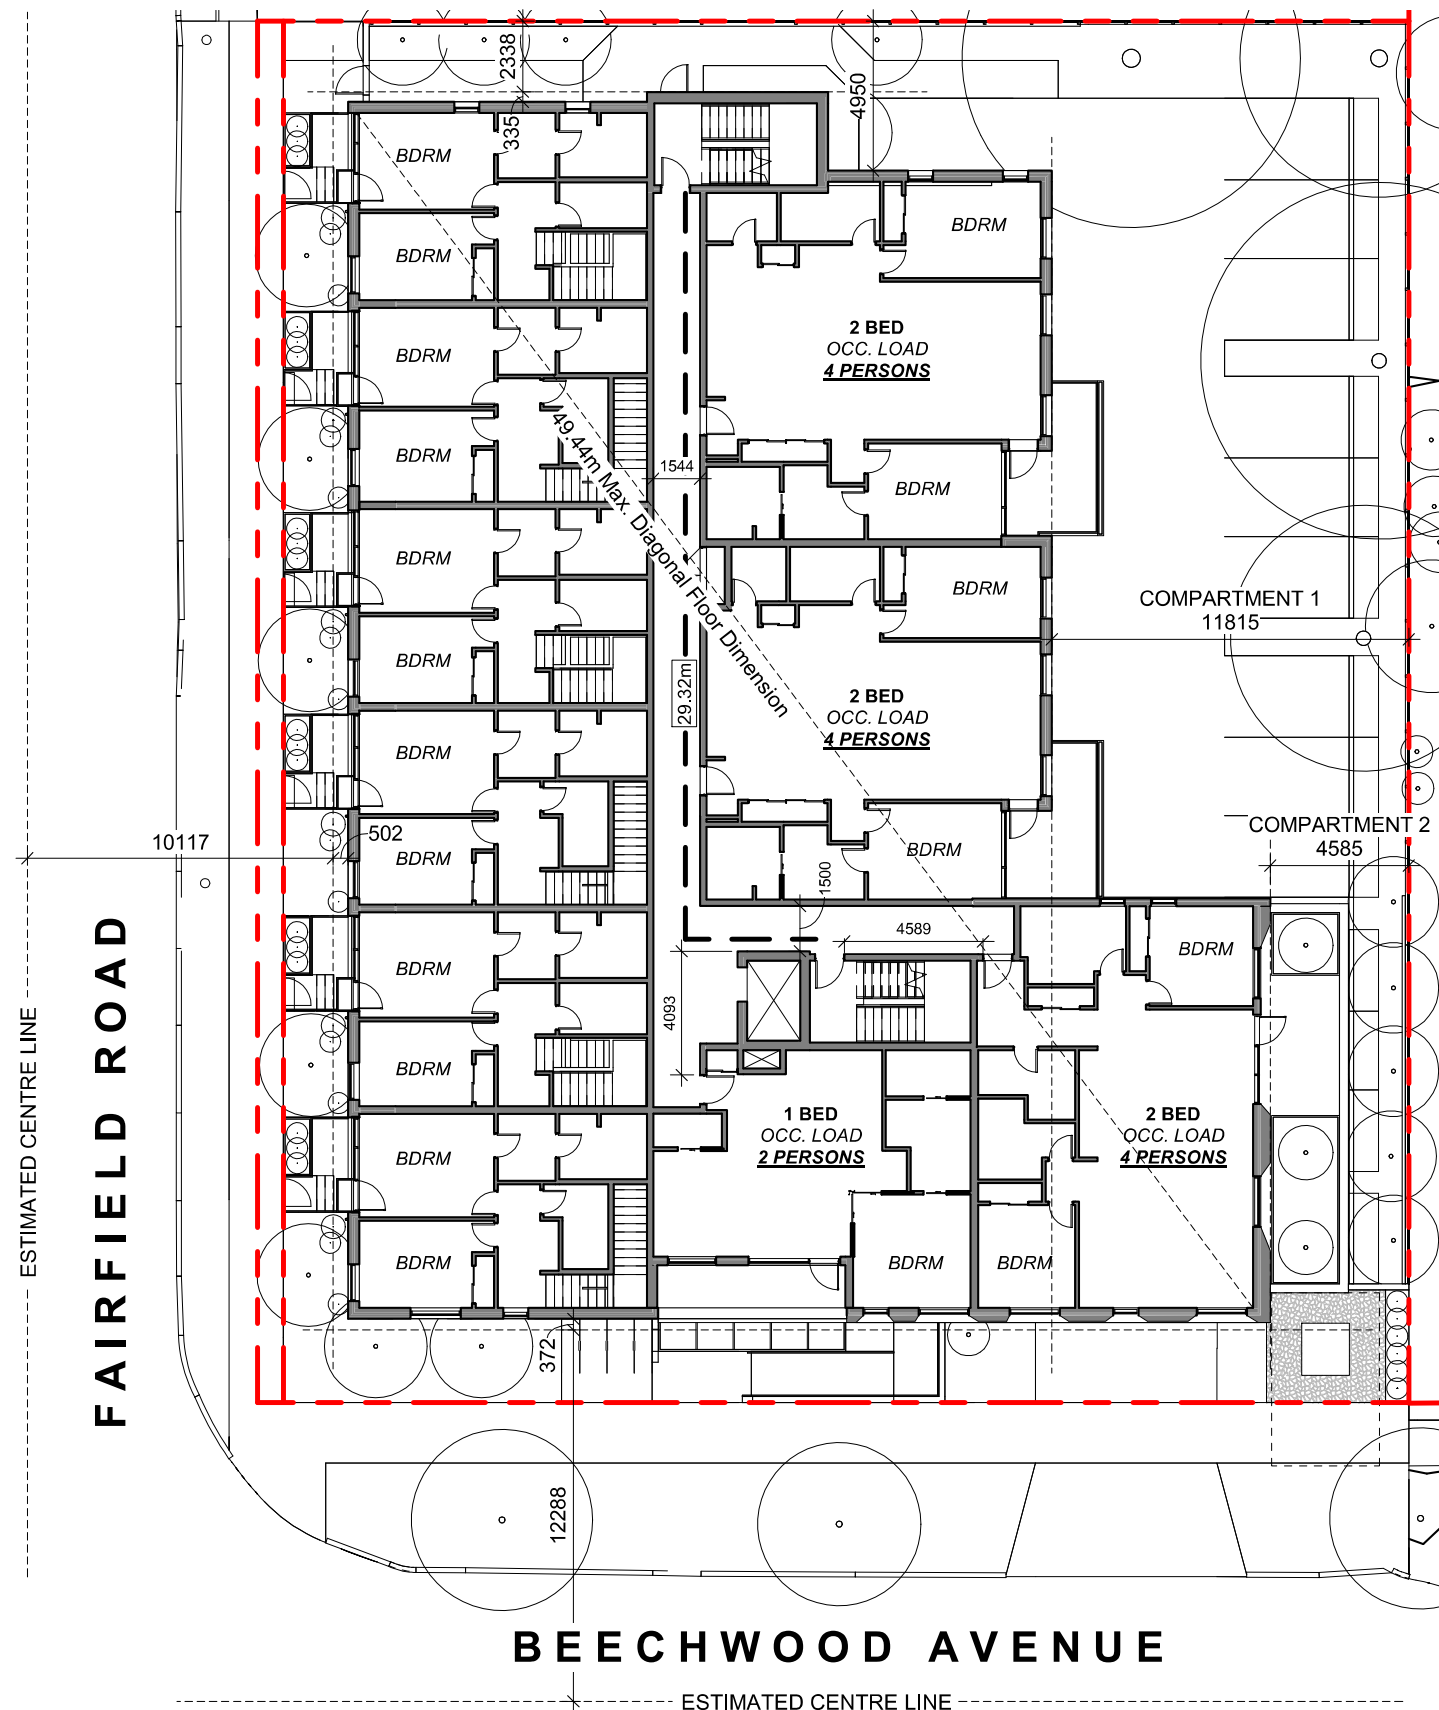 2338
4950
335
BDRM
BDRM
BDRM
2 BED
OCC. LOAD
4 PERSONS
BDRM
BDRM
49.44m Max. Diagonal Floor Dimension
1544
BDRM
BDRM
BDRM
COMPARTMENT 1
11815
BDRM
29.32m
2 BED
OCC. LOAD
4 PERSONS
BDRM
COMPARTMENT 2
4585
10117
502
BDRM
BDRM
1500
4589
BDRM
BDRM
4093
BDRM
1 BED
OCC. LOAD
2 PERSONS
2 BED
OCC. LOAD
4 PERSONS
BDRM
BDRM
BDRM
BDRM
372
12288
ESTIMATED CENTRE LINE
FAIRFIELD ROAD
BEECHWOOD AVENUE
ESTIMATED CENTRE LINE